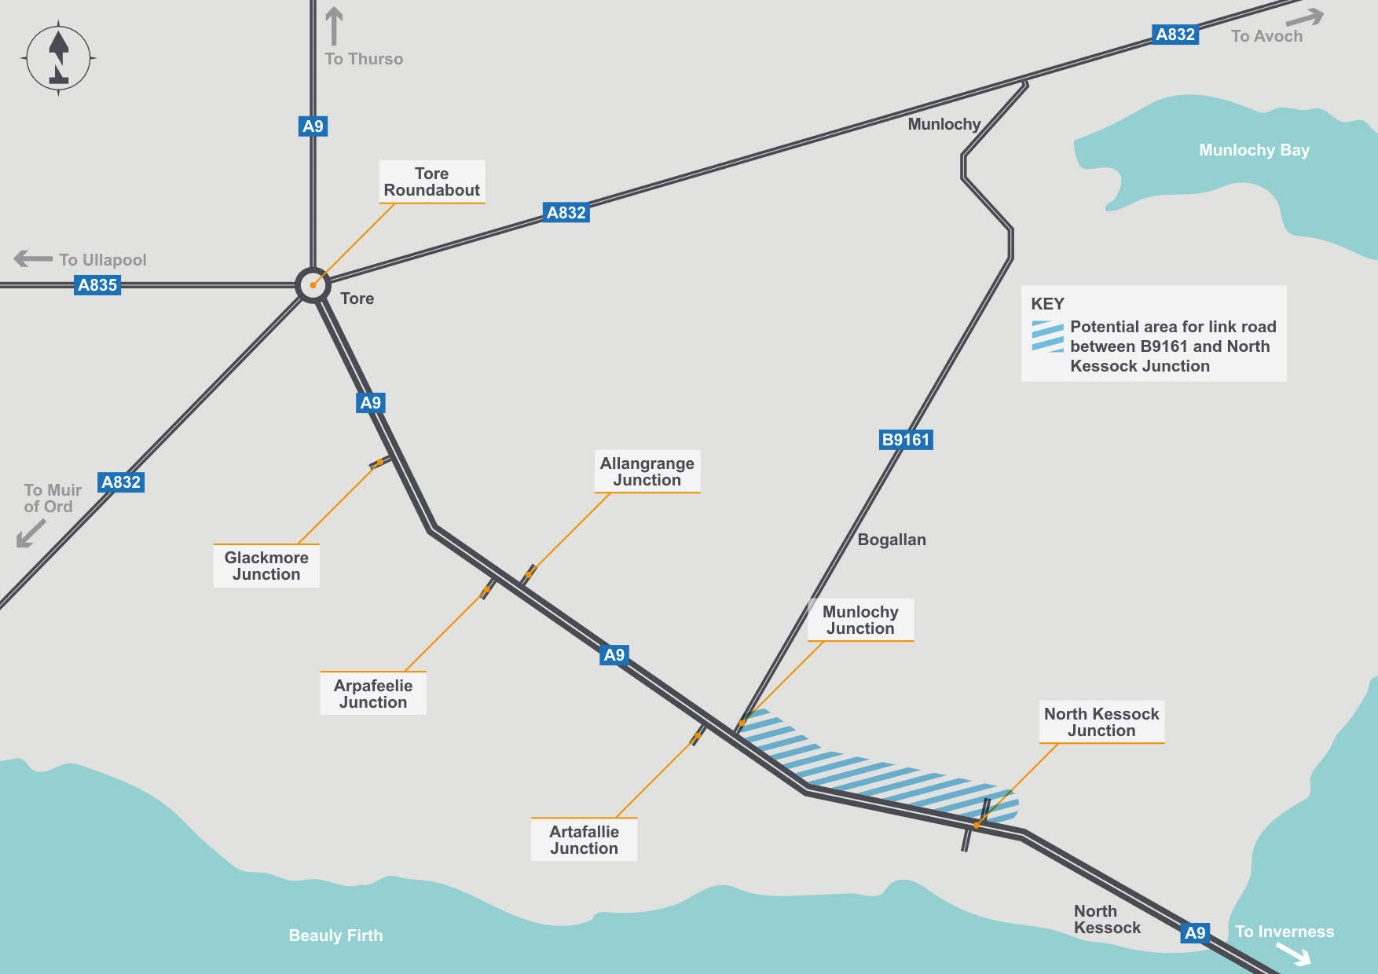 A832
To Avoch
To Thurso
A9
Munlochy
Munlochy Bay
Tore
Roundabout
A832
To Ullapool
A835
Tore
KEY
Potential area for link road
between B9161 and North
Kessock Junction
A9
B9161
Allangrange
Junction
A832
To Muir
of Ord
Glackmore
Junction
Bogallan
Munlochy
Junction
A9
Arpafeelie
Junction
North Kessock
Junction
Artafallie
Junction
North
Kessock
A9
To Inverness
Beauly Firth